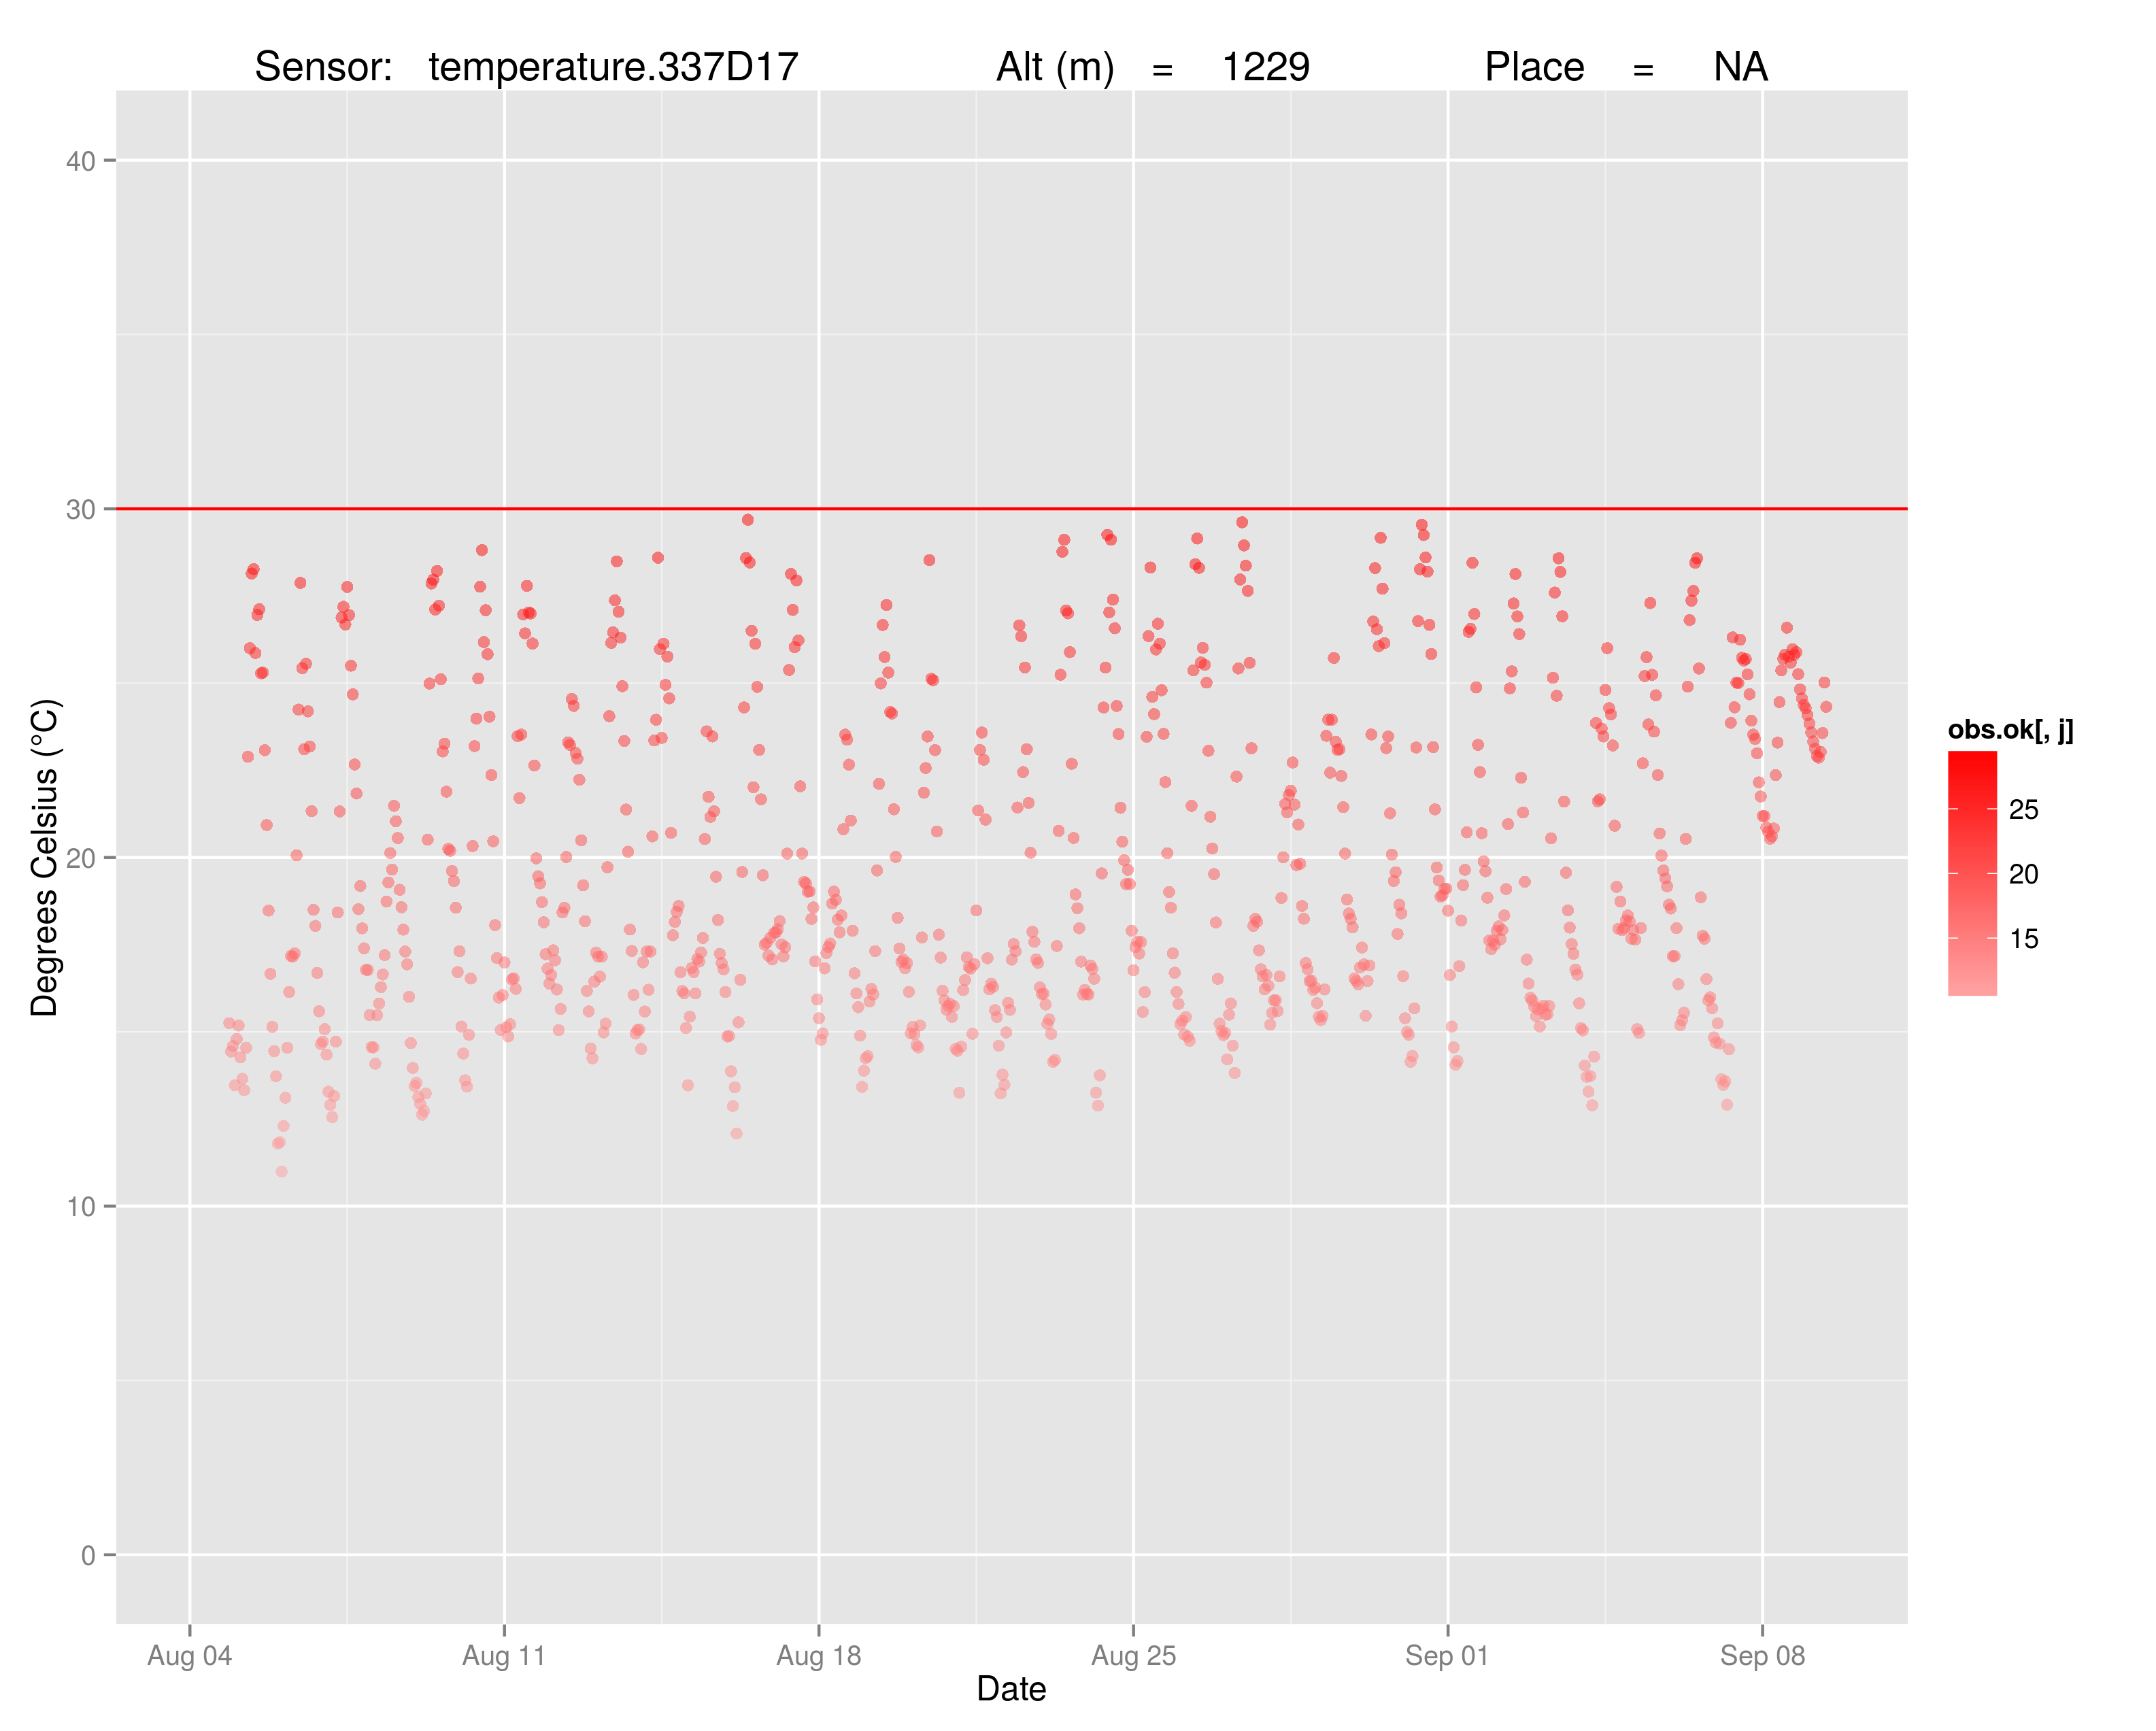 Sensor: temperature.337D17 Alt (m) = 1229 Place = NA
40
30
20
10
0
Degrees Celsius (°C)
Aug 04 Aug 11 Aug 18 Aug 25 Sep 01 Sep 08
Date
obs.ok[, j]
25
20
15